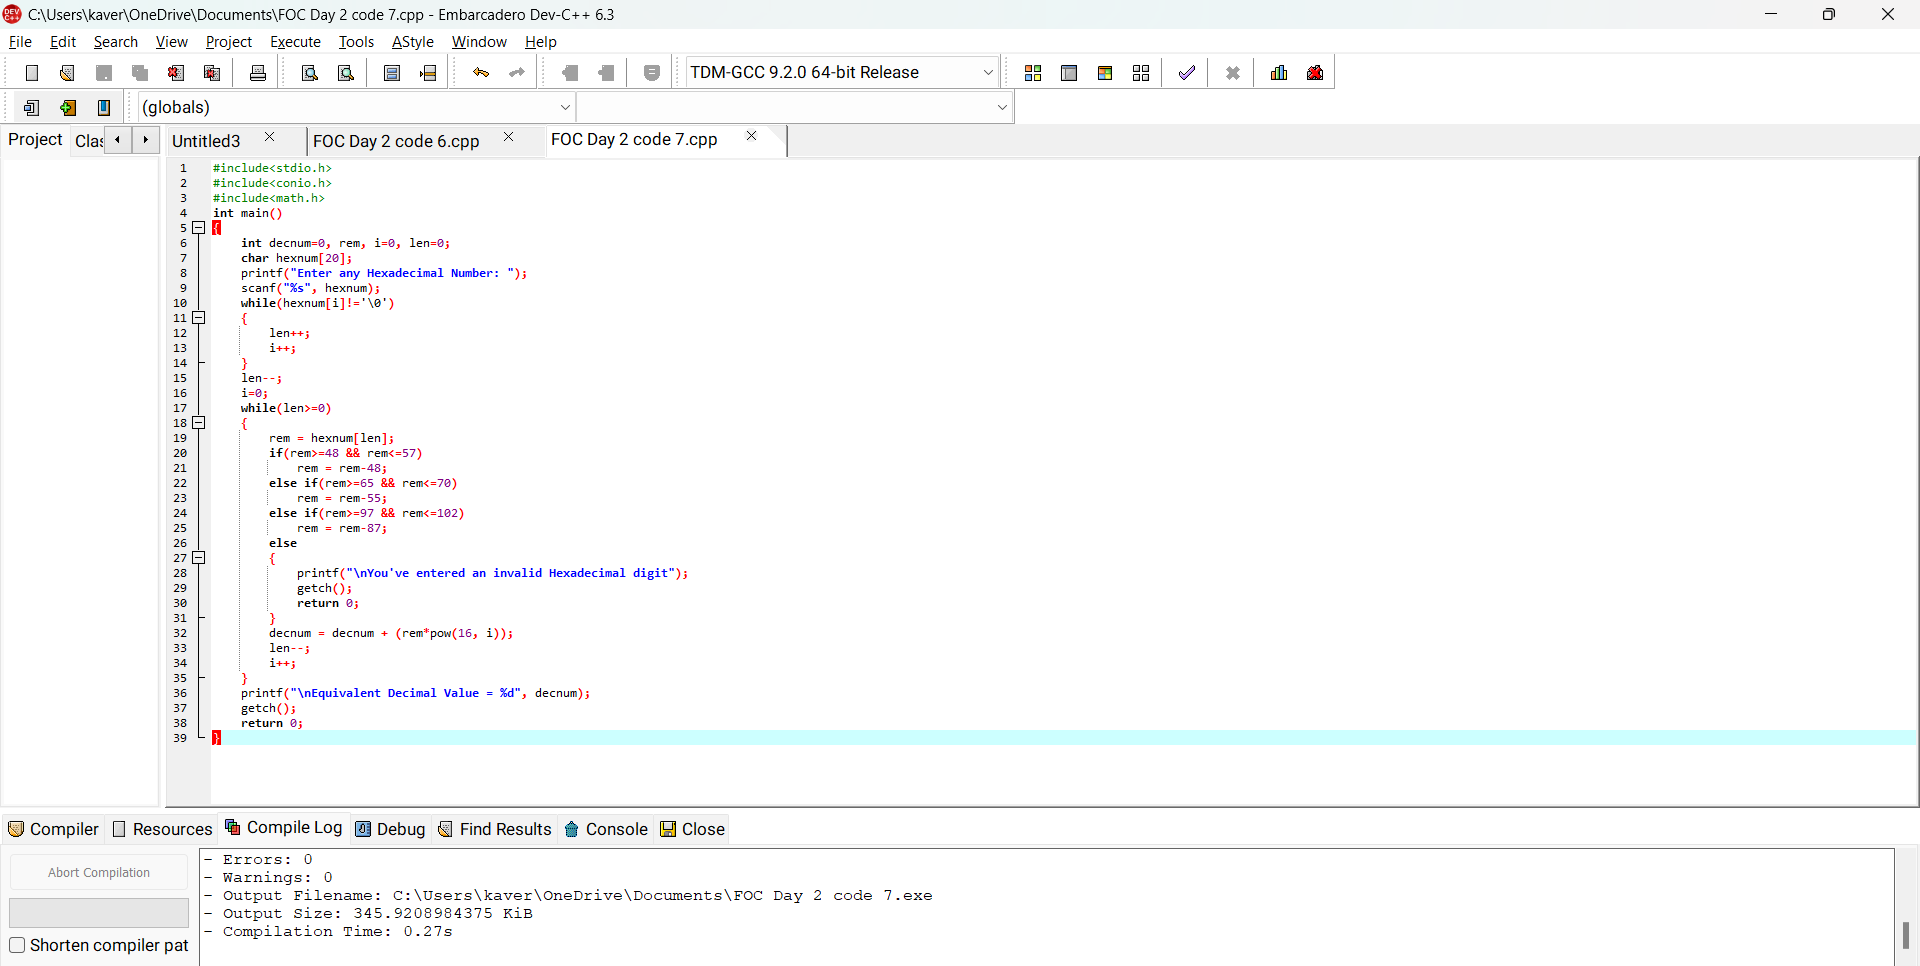 C:\Users\kaver\OneDrive\Documents\FOC Day 2 code 7.cpp - Embarcadero Dev-C++ 6.3
File Edit Search View Project Execute Tools AStyle Window Help
TDM-GCC 9.2.0 64-bit Release
(globals)
Project Clas Untitled3 FOC Day 2 code 6.cpp FOC Day 2 code 7.cpp
1 #include<stdio.h>
2 #include<conio.h>
3 #include<math.h>
4 int main()
5 {
6 int decnum=0, rem, i=0, len=0;
7 char hexnum[20];
8 printf("Enter any Hexadecimal Number: ");
9 scanf("%s", hexnum);
10 while(hexnum[i]!='\0')
11 {
12 len++;
13 i++;
14 }
15 len--;
16 i=0;
17 while(len>=0)
18 {
19 rem = hexnum[len];
20 if(rem>=48 && rem<=57)
21 rem = rem-48;
22 else if(rem>=65 && rem<=70)
23 rem = rem-55;
24 else if(rem>=97 && rem<=102)
25 rem = rem-87;
26 else
27 {
28 printf("\nYou've entered an invalid Hexadecimal digit");
29 getch();
30 return 0;
31 }
32 decnum = decnum + (rem*pow(16, i));
33 len--;
34 i++;
35 }
36 printf("\nEquivalent Decimal Value = %d", decnum);
37 getch();
38 return 0;
39 }
Compiler Resources Compile Log Debug Find Results Console Close
Abort Compilation
Shorten compiler pat
- Errors: 0
- Warnings: 0
- Output Filename: C:\Users\kaver\OneDrive\Documents\FOC Day 2 code 7.exe
- Output Size: 345.9208984375 KiB
- Compilation Time: 0.27s